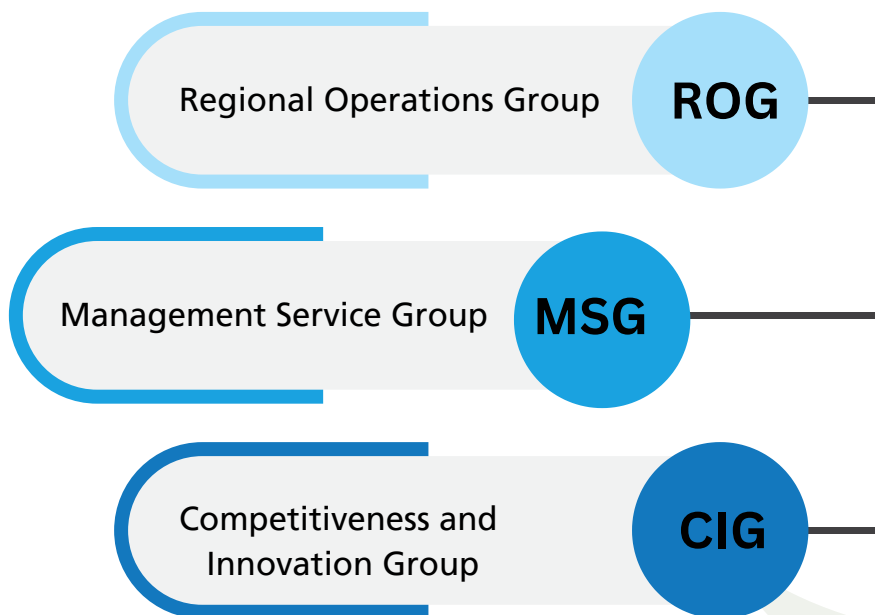 Regional Operations Group
ROG
Management Service Group
MSG
Competitiveness and
Innovation Group
CIG